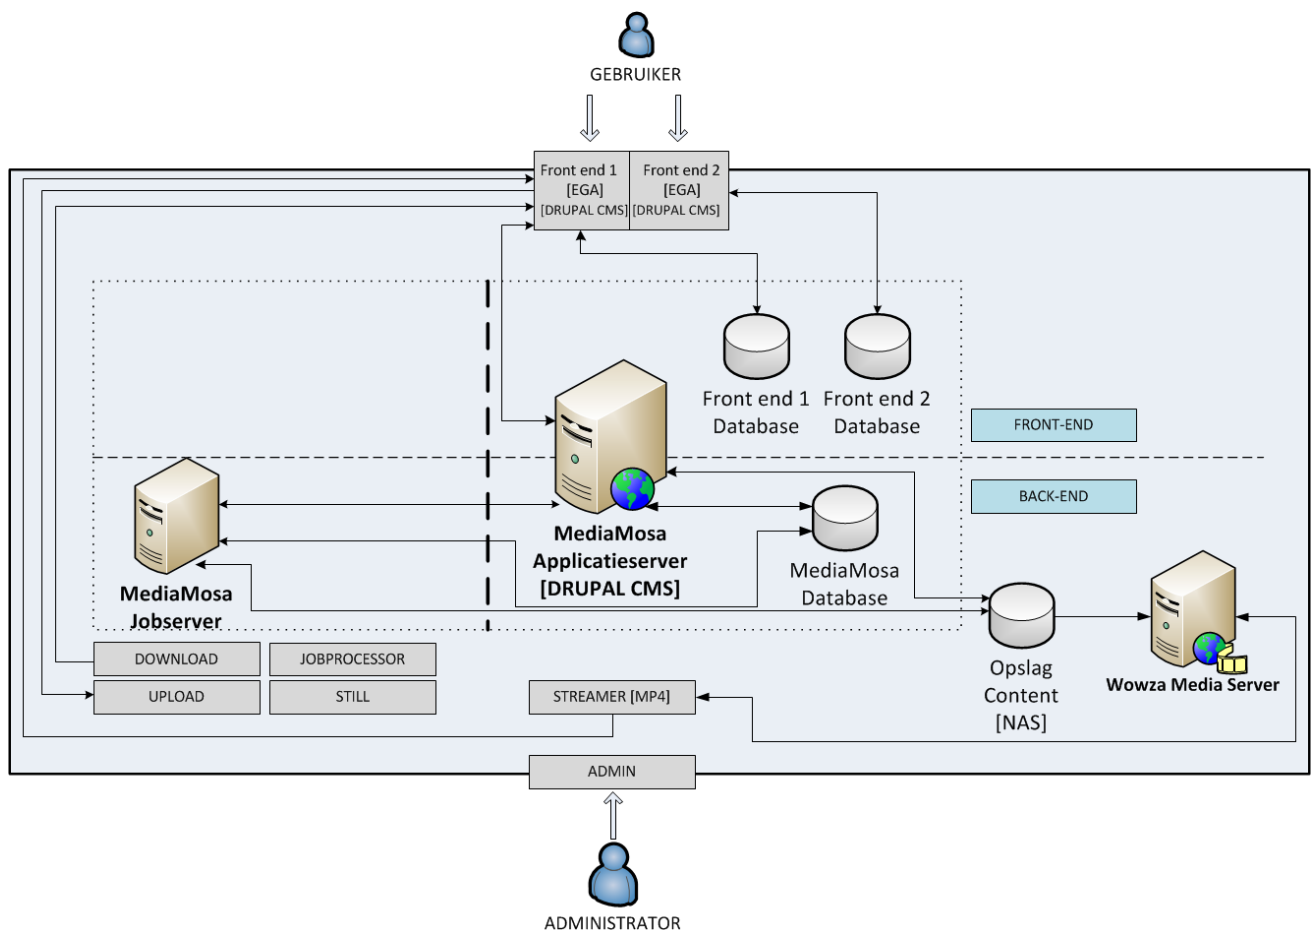 GEBRUIKER
Front end 1
[EGA]
[DRUPAL CMS]
Front end 2
[EGA]
[DRUPAL CMS]
Front end 1
Database
Front end 2
Database
FRONT-END
BACK-END
MediaMosa
Applicatieserver
[DRUPAL CMS]
MediaMosa
Database
MediaMosa
Jobserver
Opslag
Content
[NAS]
Wowza Media Server
DOWNLOAD
JOBPROCESSOR
UPLOAD
STILL
STREAMER [MP4]
ADMIN
ADMINISTRATOR